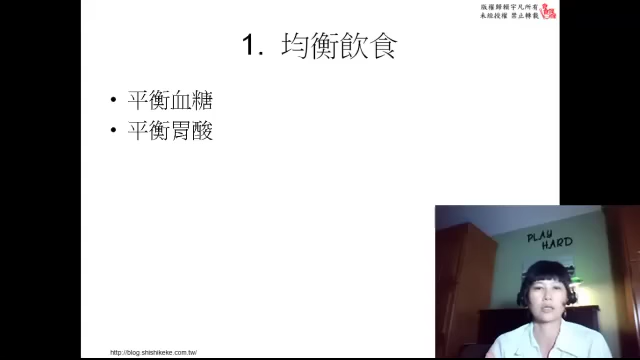 版權歸賴宇凡所有
未經授權 禁止轉載
1. 均衡飲食
• 平衡血糖
• 平衡胃酸
PLAY
HARD
http://blog.shishikeke.com.tw/